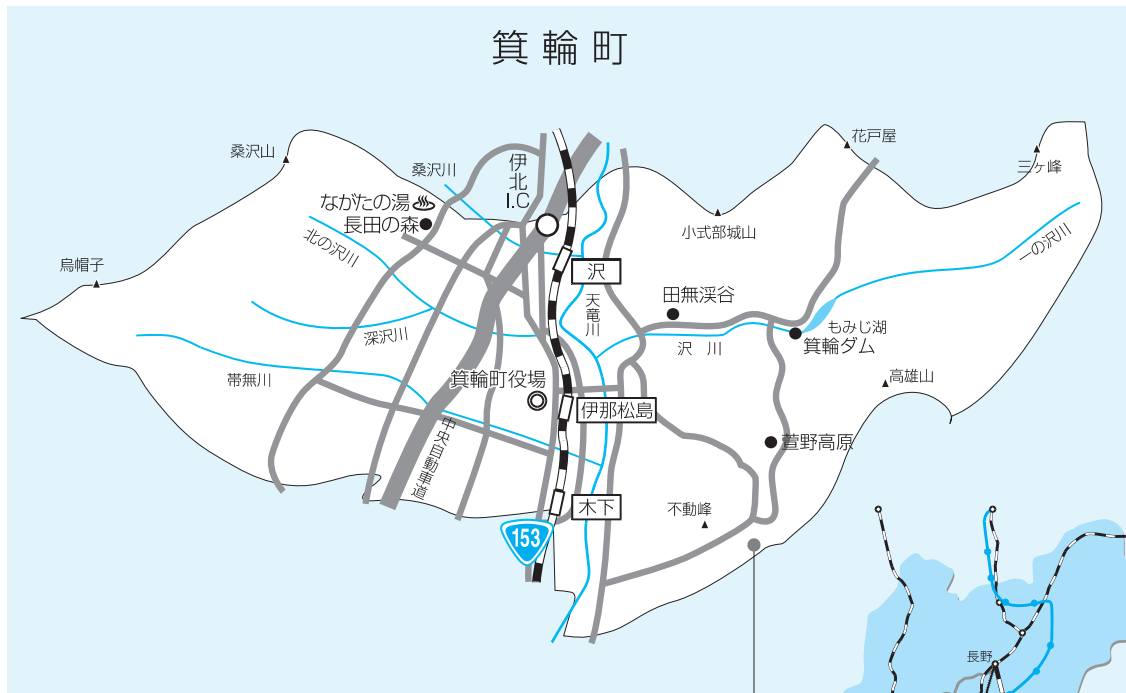 箕輪町
花戸屋
桑沢山
三ヶ峰
桑沢川
伊北
I.C
ながたの湯
長田の森
小式部城山
北の沢川
一の沢川
烏帽子
沢
田無渓谷
天竜川
もみじ湖
箕輪ダム
深沢川
沢川
帯無川
箕輪町役場
高雄山
伊那松島
萱野高原
中央自動車道
木下
不動峰
153
長野